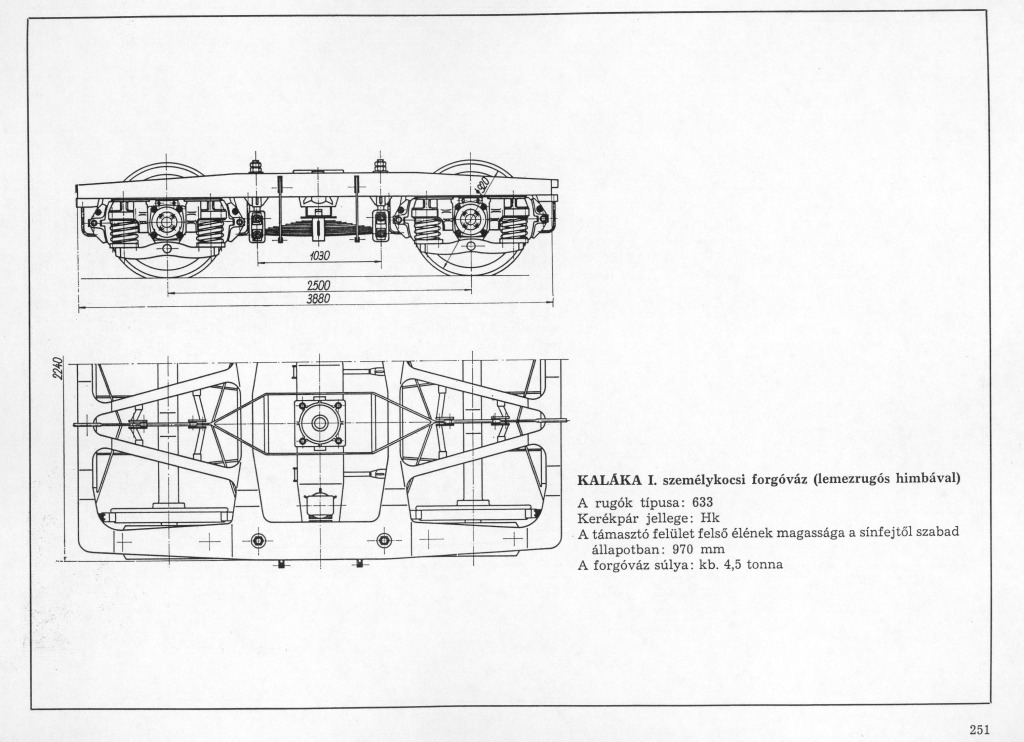 920
1030
2500
3880
2240
KALÁKA I. személykocsi forgóváz (lemezrugós himbával)
A rugók típusa: 633
Kerékpár jellege: Hk
A támasztó felület felső élének magassága a sínfejtől szabad
állapotban: 970 mm
A forgóváz súlya: kb. 4,5 tonna
251